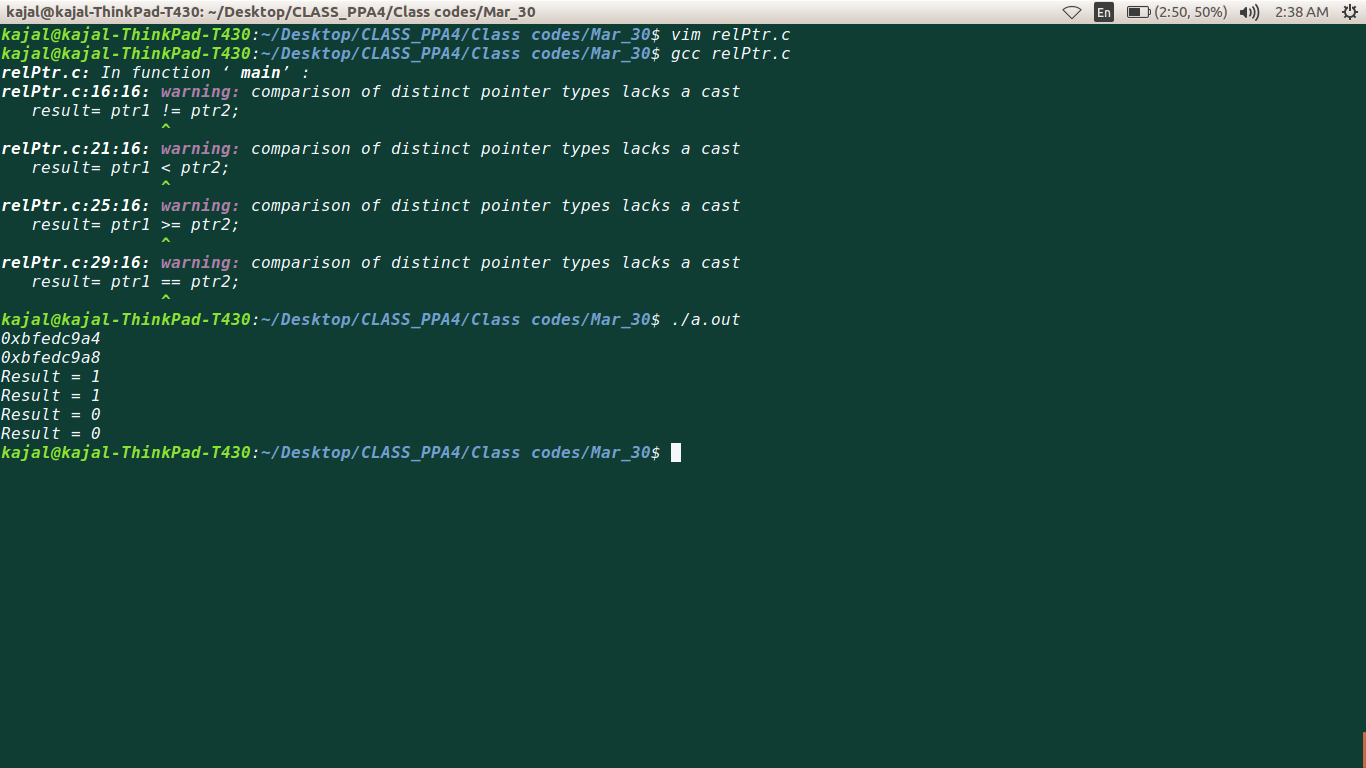 kajal@kajal-ThinkPad-T430: ~/Desktop/CLASS_PPA4/Class codes/Mar_30 En (2:50, 50%) 2:38 AM
kajal@kajal-ThinkPad-T430:~/Desktop/CLASS_PPA4/Class codes/Mar_30$ vim relPtr.c
kajal@kajal-ThinkPad-T430:~/Desktop/CLASS_PPA4/Class codes/Mar_30$ gcc relPtr.c
relPtr.c: In function ‘ main’ :
relPtr.c:16:16: warning: comparison of distinct pointer types lacks a cast
   result= ptr1 != ptr2;
                ^
relPtr.c:21:16: warning: comparison of distinct pointer types lacks a cast
   result= ptr1 < ptr2;
                ^
relPtr.c:25:16: warning: comparison of distinct pointer types lacks a cast
   result= ptr1 >= ptr2;
                ^
relPtr.c:29:16: warning: comparison of distinct pointer types lacks a cast
   result= ptr1 == ptr2;
                ^
kajal@kajal-ThinkPad-T430:~/Desktop/CLASS_PPA4/Class codes/Mar_30$ ./a.out
0xbfedc9a4
0xbfedc9a8
Result = 1
Result = 1
Result = 0
Result = 0
kajal@kajal-ThinkPad-T430:~/Desktop/CLASS_PPA4/Class codes/Mar_30$